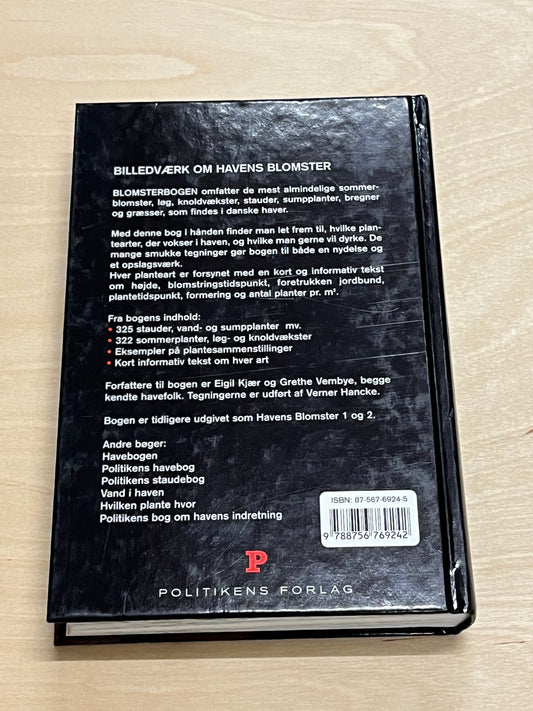 BILLEDVÆRK OM HAVENS BLOMSTER
BLOMSTERBOGEN omfatter de mest almindelige sommer-
blomster, løg, knoldvækster, stauder, sumpplanter, bregner
og græsser, som findes i danske haver.
Med denne bog i hånden finder man let frem til, hvilke plan-
tearter, der vokser i haven, og hvilke man gerne vil dyrke. De
mange smukke tegninger gør bogen til både en nydelse og
et opslagsværk.
Hver planteart er forsynet med en kort og informativ tekst
om højde, blomstringstidspunkt, foretrukken jordbund,
plantetidspunkt, formering og antal planter pr. m².
Fra bogens indhold:
• 325 stauder, vand- og sumpplanter mv.
• 322 sommerplanter, løg- og knoldvækster
• Eksempler på plantesammenstillinger
• Kort informativ tekst om hver art
Forfattere til bogen er Eigil Kjær og Grethe Vembye, begge
kendte havefolk. Tegningerne er udført af Verner Hancke.
Bogen er tidligere udgivet som Havens Blomster 1 og 2.
Andre bøger:
Havebogen
Politikens havebog
Politikens staudebog
Vand i haven
Hvilken plante hvor
Politikens bog om havens indretning
ISBN: 87-567-6924-5
9 788756 769242
P
POLITIKENS FORLAG